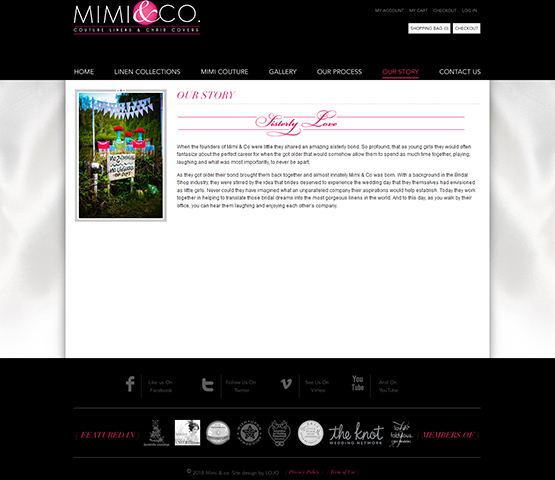 MIMI & CO.
COUTURE LINENS & CHAIR COVERS
MY ACCOUNT MY CART CHECKOUT LOG IN
SHOPPING BAG (0) CHECKOUT
HOME LINEN COLLECTIONS MIMI COUTURE GALLERY OUR PROCESS OUR STORY CONTACT US
OUR STORY
Sisterly Love
When the founders of Mimi & Co were little they shared an amazing sisterly bond. So profound, that as young girls they would often
fantasize about the perfect career for when the got older that would somehow allow them to spend as much time together, playing,
laughing and what was most importantly, to never be apart.
As they got older their bond brought them back together and almost innately Mimi & Co was born. With a background in the Bridal
Shop industry, they were stirred by the idea that brides deserved to experience the wedding day that they themselves had envisioned
as little girls. Never could they have imagined what an unparalleled company their aspirations would help establish. Today they work
together in helping to translate those bridal dreams into the most gorgeous linens in the world. And to this day, as you walk by their
office, you can hear them laughing and enjoying each other's company.
Like us On
Facebook
Follow Us On
Twitter
See Us On
Vimeo
You
Tube
And On
YouTube
( FEATURED IN )
the knot
WEDDING NETWORK
( MEMBERS OF )
© 2018 Mimi & co. Site design by LOJO ( Privacy Policy ) ( Term of Use )